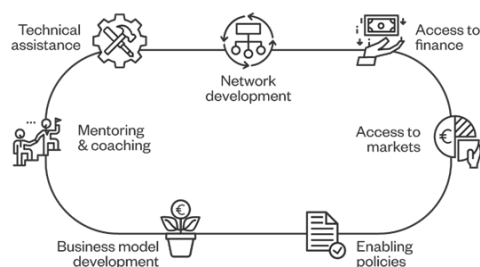 Technical
assistance
Network
development
Access to
finance
Mentoring
& coaching
Access to
markets
Business model
development
Enabling
policies